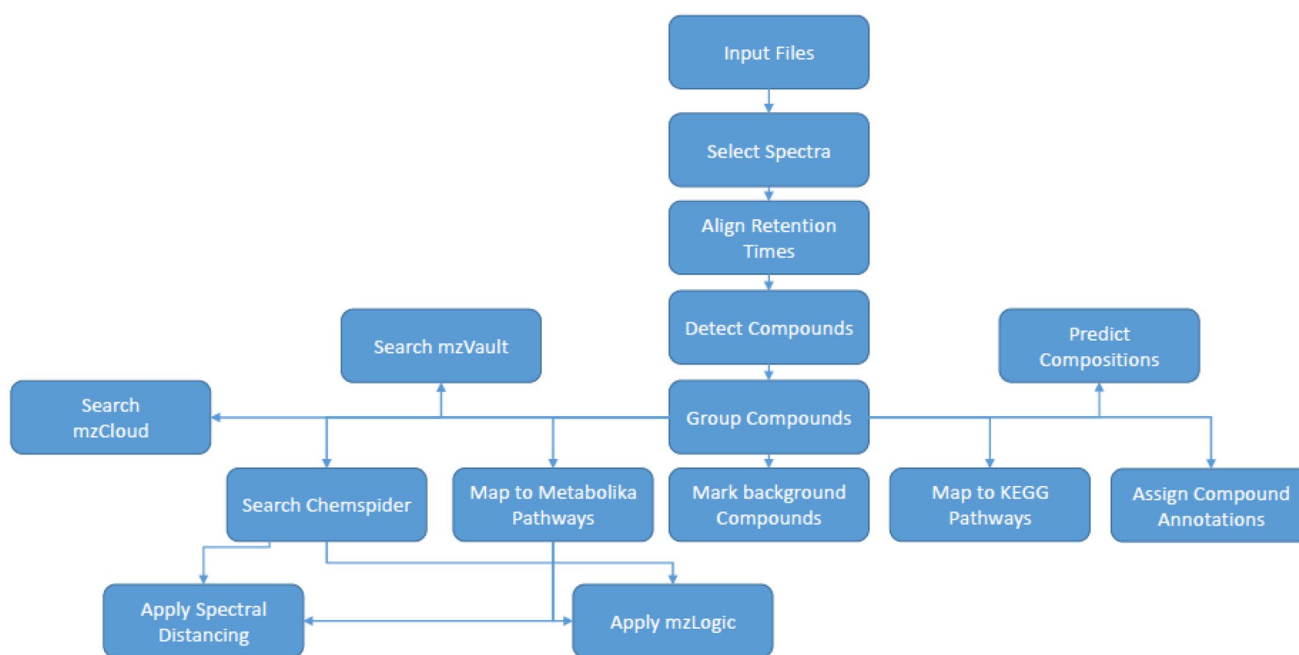 Input Files
Select Spectra
Align Retention
Times
Detect Compounds
Search mzVault
Predict
Compositions
Search
mzCloud
Group Compounds
Search Chemspider
Map to Metabolika
Pathways
Mark background
Compounds
Map to KEGG
Pathways
Assign Compound
Annotations
Apply Spectral
Distancing
Apply mzLogic